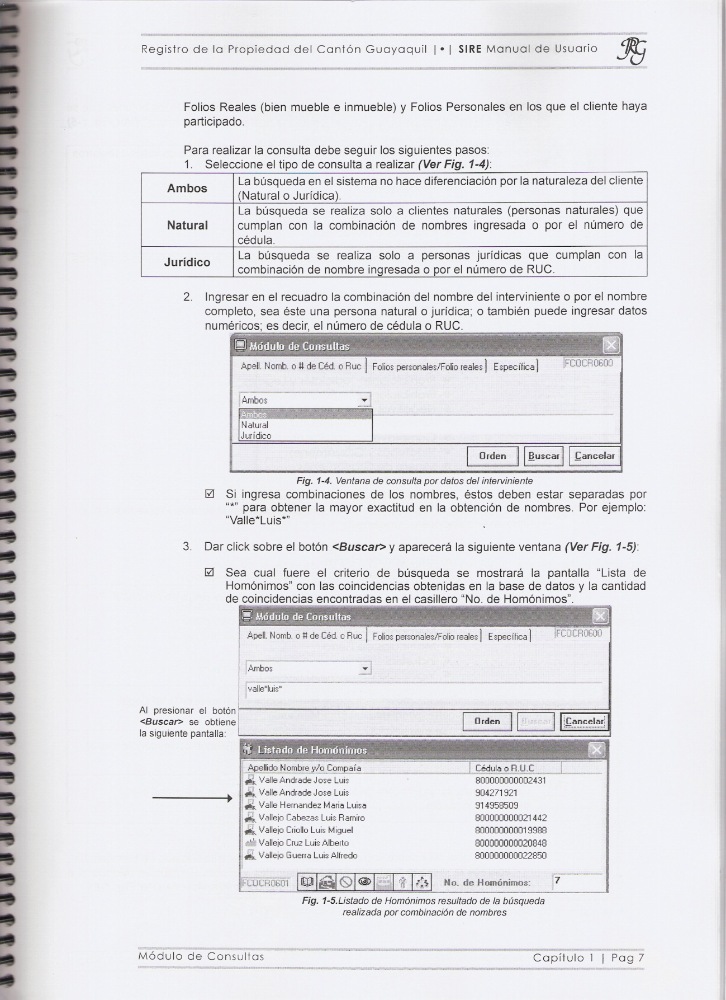 Registro de la Propiedad del Cantón Guayaquil |•| SIRE Manual de Usuario
RPG
Folios Reales (bien mueble e inmueble) y Folios Personales en los que el cliente haya
participado.
Para realizar la consulta debe seguir los siguientes pasos:
1. Seleccione el tipo de consulta a realizar (Ver Fig. 1-4):
Ambos
La búsqueda en el sistema no hace diferenciación por la naturaleza del cliente
(Natural o Jurídica).
Natural
La búsqueda se realiza solo a clientes naturales (personas naturales) que
cumplan con la combinación de nombres ingresada o por el número de
cédula.
Jurídico
La búsqueda se realiza solo a personas jurídicas que cumplan con la
combinación de nombre ingresada o por el número de RUC.
2. Ingresar en el recuadro la combinación del nombre del interviniente o por el nombre
completo, sea éste una persona natural o jurídica; o también puede ingresar datos
numéricos; es decir, el número de cédula o RUC.
Módulo de Consultas
Apell. Nomb. o # de Céd. o Ruc | Folios personales/Folio reales | Específica | FCOCR0600
Ambos
Ambos
Natural
Jurídico
Orden Buscar Cancelar
Fig. 1-4. Ventana de consulta por datos del interviniente
☑ Si ingresa combinaciones de los nombres, éstos deben estar separadas por
“*” para obtener la mayor exactitud en la obtención de nombres. Por ejemplo:
“Valle*Luis*”
3. Dar click sobre el botón <Buscar> y aparecerá la siguiente ventana (Ver Fig. 1-5):
☑ Sea cual fuere el criterio de búsqueda se mostrará la pantalla “Lista de
Homónimos” con las coincidencias obtenidas en la base de datos y la cantidad
de coincidencias encontradas en el casillero “No. de Homónimos”.
Módulo de Consultas
Apell. Nomb. o # de Céd. o Ruc | Folios personales/Folio reales | Específica | FCOCR0600
Ambos
valle*luis*
Orden Buscar Cancelar
Al presionar el botón
<Buscar> se obtiene
la siguiente pantalla:
Listado de Homónimos
Apellido Nombre y/o Compaía Cédula o R.U.C
Valle Andrade Jose Luis 800000000002431
Valle Andrade Jose Luis 904271921
Valle Hernandez Maria Luisa 914958509
Vallejo Cabezas Luis Ramiro 800000000021442
Vallejo Criollo Luis Miguel 800000000019988
Vallejo Cruz Luis Alberto 800000000020848
Vallejo Guerra Luis Alfredo 800000000022850
FCOCR0601 No. de Homónimos: 7
Fig. 1-5.Listado de Homónimos resultado de la búsqueda
realizada por combinación de nombres
Módulo de Consultas Capítulo 1 | Pag 7